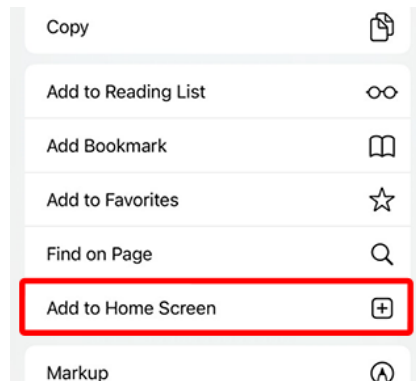 Copy
Add to Reading List
Add Bookmark
Add to Favorites
Find on Page
Add to Home Screen
Markup